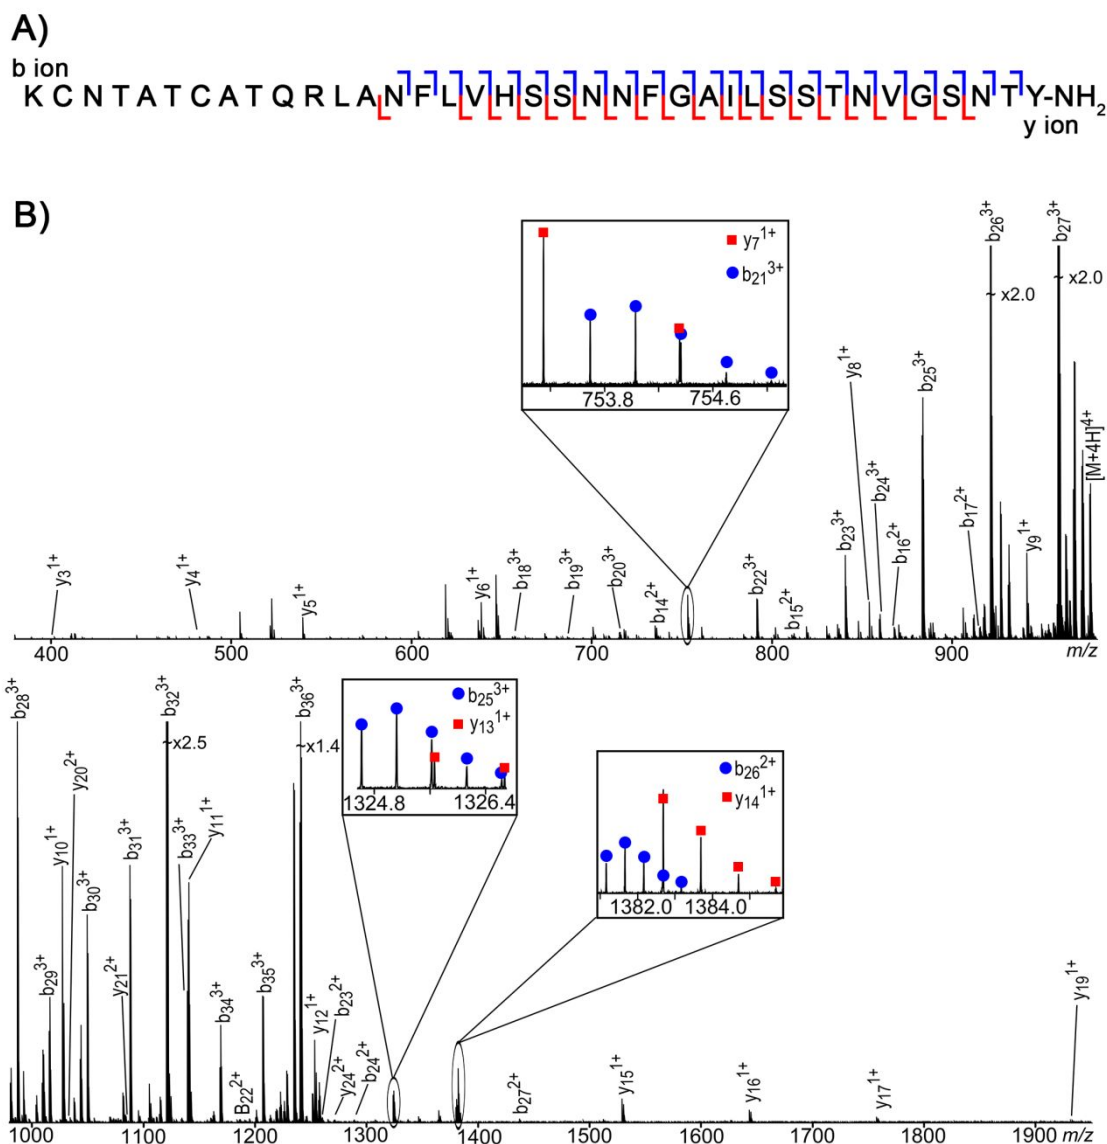 A)
b ion
K C N T A T C A T Q R L A N F L V H S S N N F G A I L S S T N V G S N T Y-NH2
y ion
B)
y7 1+
b21 3+
753.8 754.6
b26 3+
~ x2.0
b27 3+
~ x2.0
y3 1+
y4 1+
y5 1+
y6 1+
b18 3+
b19 3+
b20 3+
b14 2+
b22 3+
b15 2+
b23 3+
y8 1+
b24 3+
b16 2+
b25 3+
b17 2+
y9 1+
[M+4H]4+
400 600 700 800 900 m/z
b28 3+
b29 3+
y10 1+
y20 2+
b30 3+
y21 2+
b31 3+
b32 3+
~x2.5
b33 3+
y11 1+
b34 3+
B22 2+
b35 3+
b36 3+
~x1.4
y12 1+
b23 2+
y24 2+
b24 2+
b25 3+
y13 1+
1324.8 1326.4
b26 2+
y14 1+
1382.0 1384.0
b27 2+
y15 1+
y16 1+
y17 1+
y19 1+
1000 1100 1200 1300 1400 1500 1600 1700 1800 1900 m/z